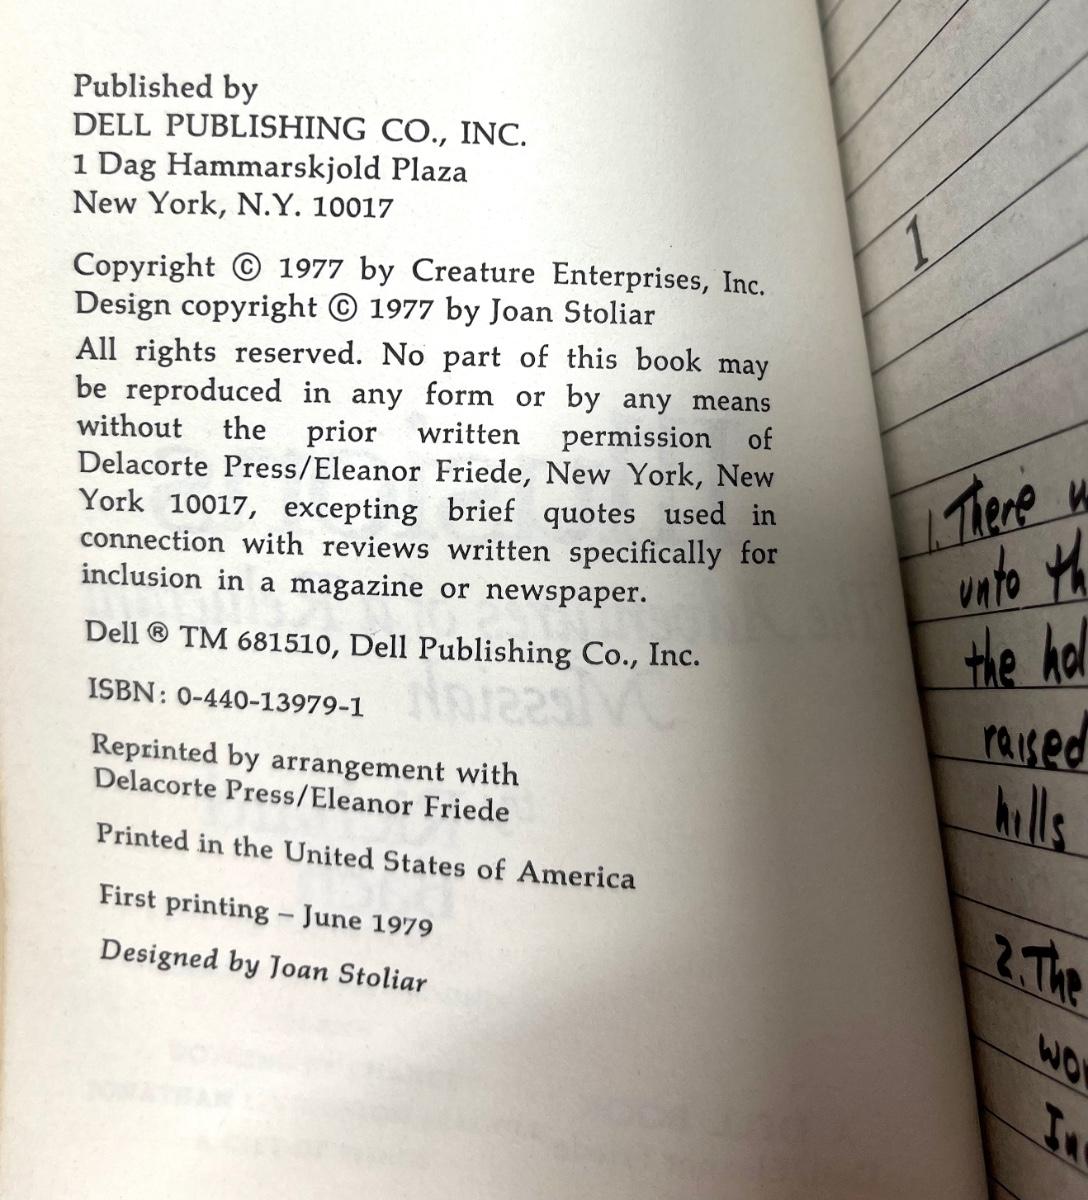 Published by
DELL PUBLISHING CO., INC.
1 Dag Hammarskjold Plaza
New York, N.Y. 10017
Copyright © 1977 by Creature Enterprises, Inc.
Design copyright © 1977 by Joan Stoliar
All rights reserved. No part of this book may
be reproduced in any form or by any means
without the prior written permission of
Delacorte Press/Eleanor Friede, New York, New
York 10017, excepting brief quotes used in
connection with reviews written specifically for
inclusion in a magazine or newspaper.
Dell ® TM 681510, Dell Publishing Co., Inc.
ISBN: 0-440-13979-1
Reprinted by arrangement with
Delacorte Press/Eleanor Friede
Printed in the United States of America
First printing – June 1979
Designed by Joan Stoliar
1
1. There
unto
the
raised
hills
2. The